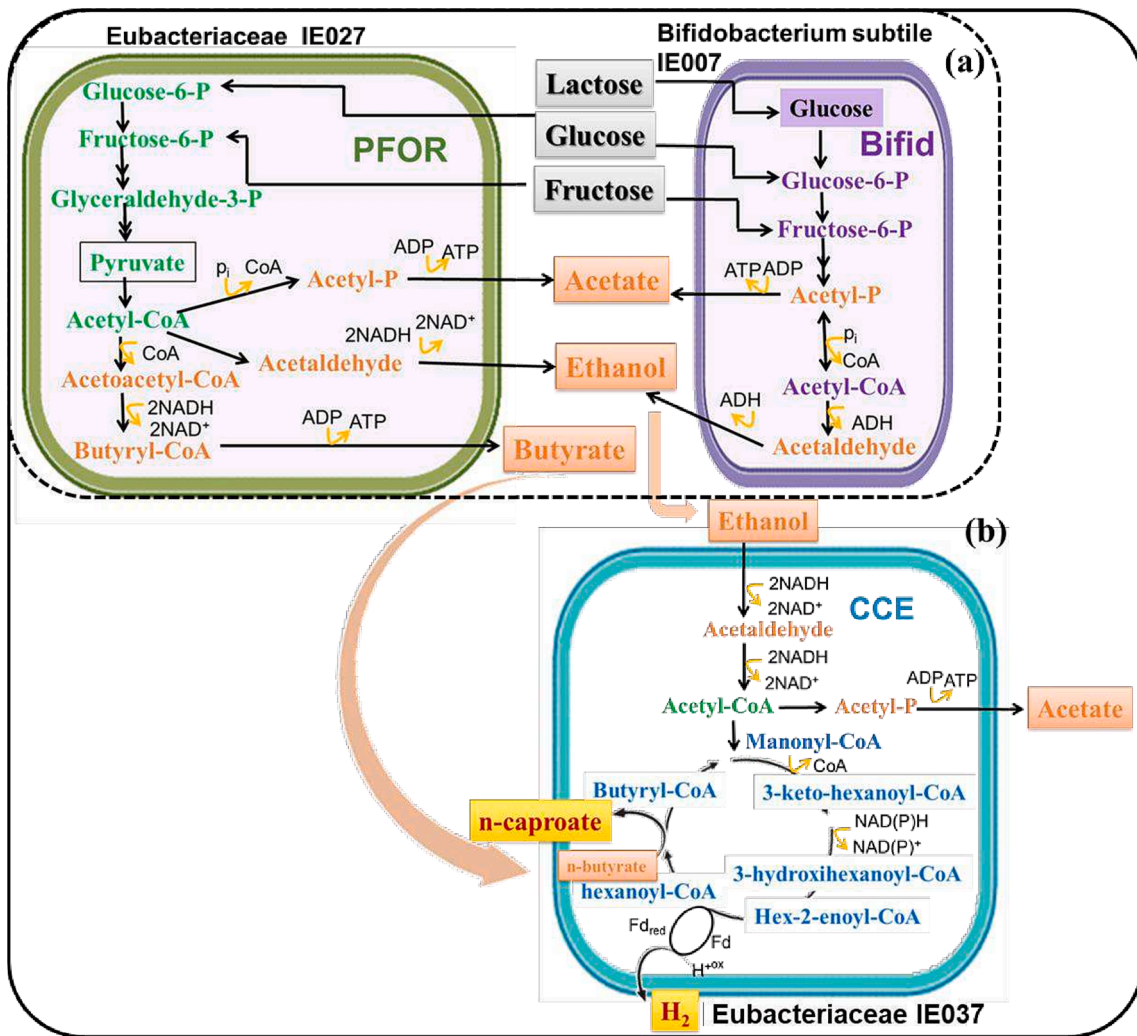 Eubacteriaceae IE027
Bifidobacterium subtile
IE007
(a)
Glucose-6-P
Fructose-6-P
Glyceraldehyde-3-P
Pyruvate
Acetyl-CoA
Acetoacetyl-CoA
Butyryl-CoA
PFOR
pi CoA
Acetyl-P
ADP ATP
CoA
Acetaldehyde
2NADH 2NAD+
2NADH
2NAD+
ADP ATP
Lactose
Glucose
Fructose
Acetate
Ethanol
Butyrate
Glucose
Bifid
Glucose-6-P
Fructose-6-P
ATP ADP
Acetyl-P
pi
CoA
Acetyl-CoA
ADH
ADH
Acetaldehyde
Ethanol
(b)
CCE
2NADH
2NAD+
Acetaldehyde
2NADH
2NAD+
Acetyl-CoA
Acetyl-P
ADP ATP
Acetate
Manonyl-CoA
CoA
Butyryl-CoA
3-keto-hexanoyl-CoA
n-caproate
NAD(P)H
NAD(P)+
n-butyrate
hexanoyl-CoA
3-hydroxihexanoyl-CoA
Hex-2-enoyl-CoA
Fdred
Fd
H+ox
H2
Eubacteriaceae IE037